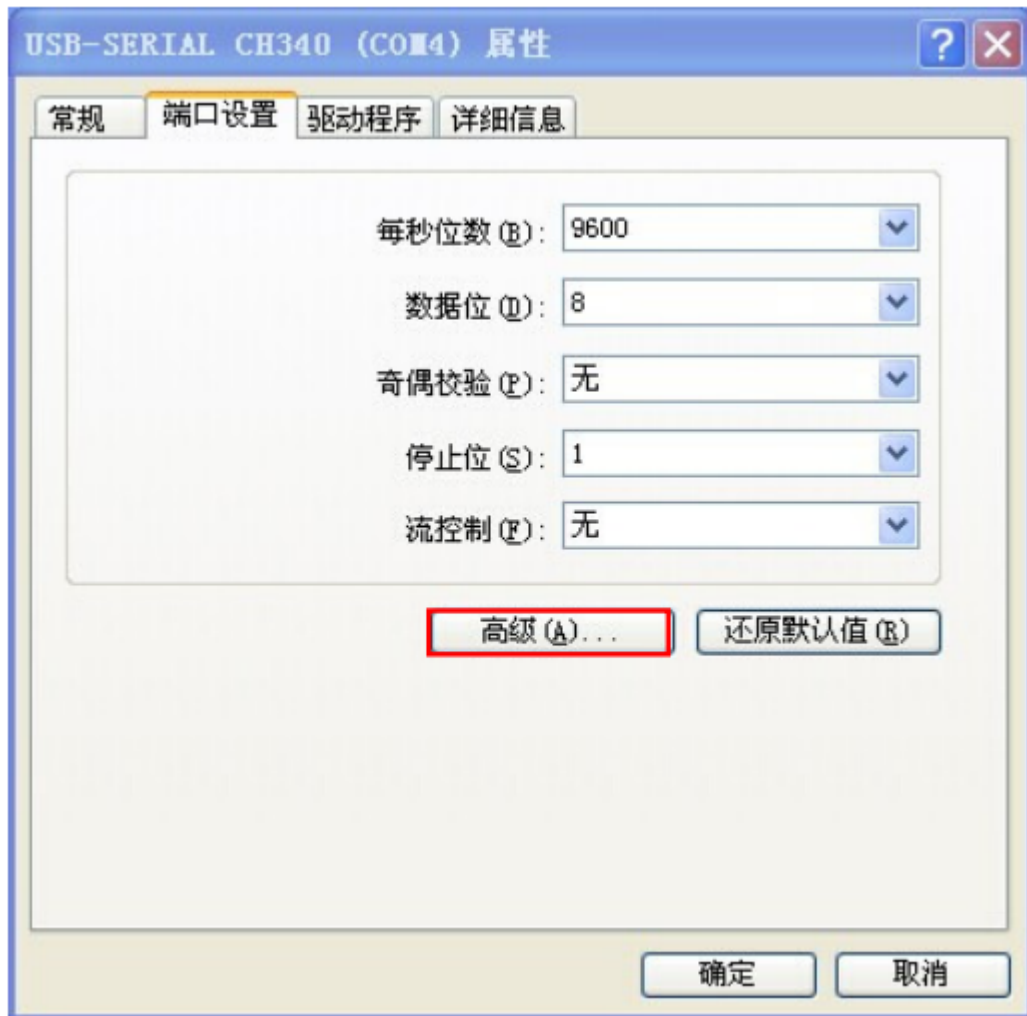 USB-SERIAL CH340 (COM4) 属性
常规 端口设置 驱动程序 详细信息
每秒位数(B): 9600
数据位(D): 8
奇偶校验(P): 无
停止位(S): 1
流控制(F): 无
高级(A)... 还原默认值(R)
确定 取消